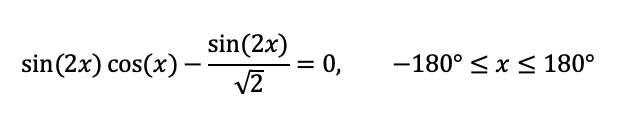 sin(2x) cos(x) − sin(2x)/√2 = 0, −180° ≤ x ≤ 180°